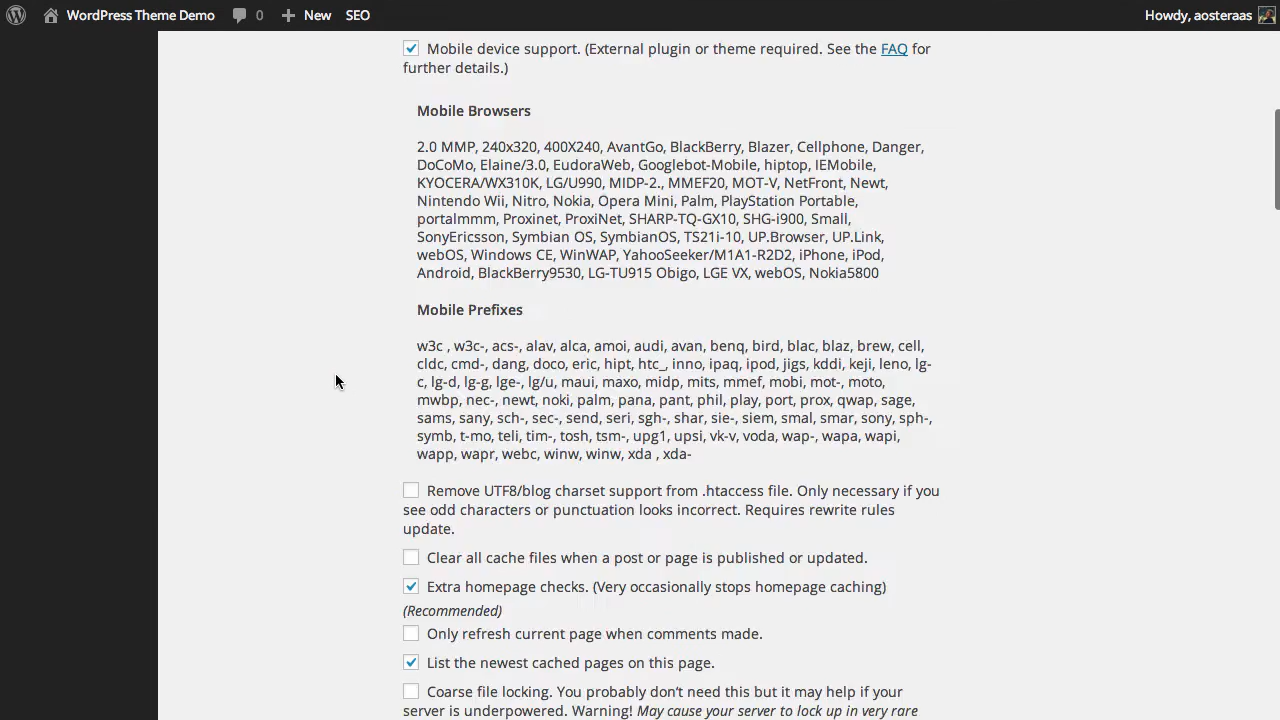 WordPress Theme Demo 0 New SEO Howdy, aosteraas
Mobile device support. (External plugin or theme required. See the FAQ for
further details.)
Mobile Browsers
2.0 MMP, 240x320, 400X240, AvantGo, BlackBerry, Blazer, Cellphone, Danger,
DoCoMo, Elaine/3.0, EudoraWeb, Googlebot-Mobile, hiptop, IEMobile,
KYOCERA/WX310K, LG/U990, MIDP-2., MMEF20, MOT-V, NetFront, Newt,
Nintendo Wii, Nitro, Nokia, Opera Mini, Palm, PlayStation Portable,
portalmmm, Proxinet, ProxiNet, SHARP-TQ-GX10, SHG-i900, Small,
SonyEricsson, Symbian OS, SymbianOS, TS21i-10, UP.Browser, UP.Link,
webOS, Windows CE, WinWAP, YahooSeeker/M1A1-R2D2, iPhone, iPod,
Android, BlackBerry9530, LG-TU915 Obigo, LGE VX, webOS, Nokia5800
Mobile Prefixes
w3c , w3c-, acs-, alav, alca, amoi, audi, avan, benq, bird, blac, blaz, brew, cell,
cldc, cmd-, dang, doco, eric, hipt, htc_, inno, ipaq, ipod, jigs, kddi, keji, leno, lg-
c, lg-d, lg-g, lge-, lg/u, maui, maxo, midp, mits, mmef, mobi, mot-, moto,
mwbp, nec-, newt, noki, palm, pana, pant, phil, play, port, prox, qwap, sage,
sams, sany, sch-, sec-, send, seri, sgh-, shar, sie-, siem, smal, smar, sony, sph-,
symb, t-mo, teli, tim-, tosh, tsm-, upg1, upsi, vk-v, voda, wap-, wapa, wapi,
wapp, wapr, webc, winw, winw, xda , xda-
Remove UTF8/blog charset support from .htaccess file. Only necessary if you
see odd characters or punctuation looks incorrect. Requires rewrite rules
update.
Clear all cache files when a post or page is published or updated.
Extra homepage checks. (Very occasionally stops homepage caching)
(Recommended)
Only refresh current page when comments made.
List the newest cached pages on this page.
Coarse file locking. You probably don’t need this but it may help if your
server is underpowered. Warning! May cause your server to lock up in very rare